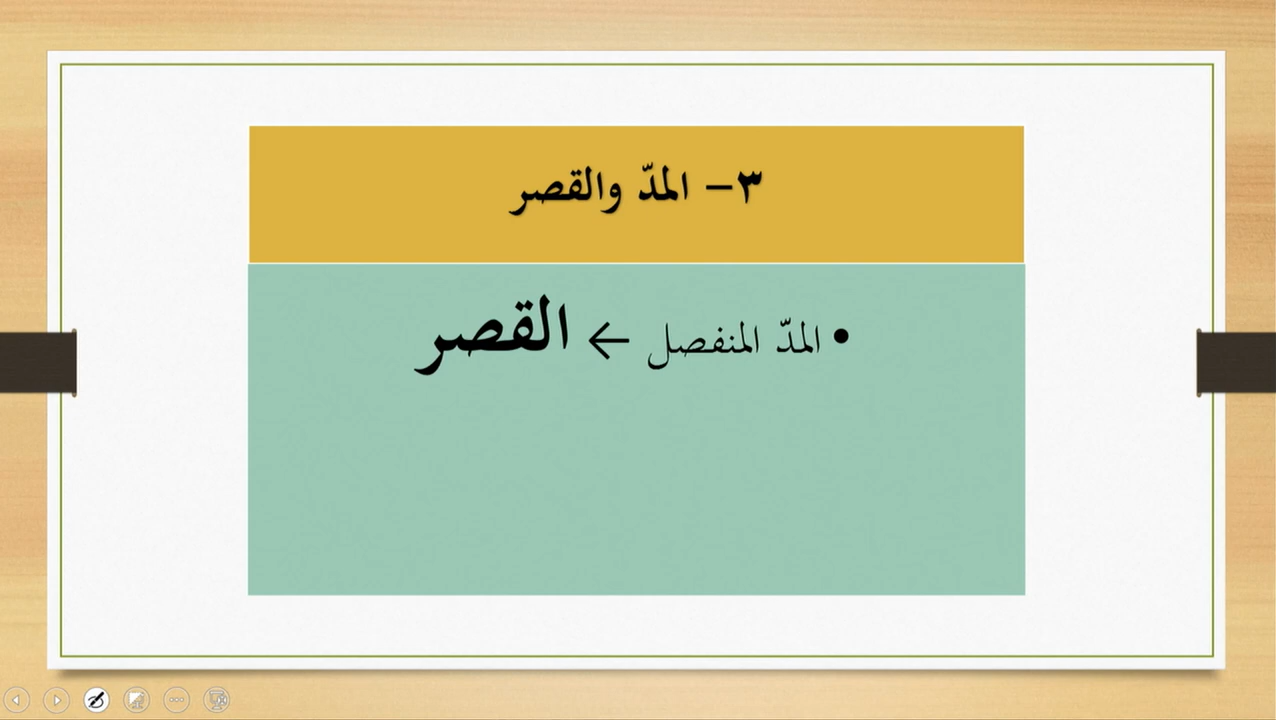 ٣- المدّ والقصر
• المدّ المنفصل ← القصر